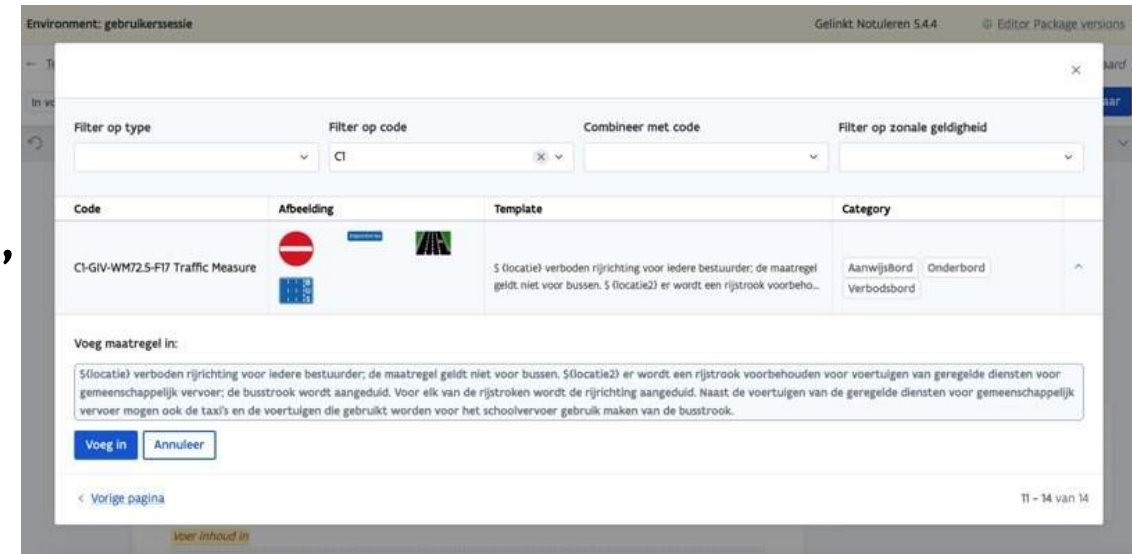 Environment: gebruikerssessie
Gelinkt Notuleren 5.4.4
Editor Package versions
In vo
Filter op type
Filter op code
Combineer met code
Filter op zonale geldigheid
C1
Code
Afbeelding
Template
Category
C1-GIV-WM72.5-F17 Traffic Measure
$ {locatie} verboden rijrichting voor iedere bestuurder; de maatregel
geldt niet voor bussen. $ {locatie2} er wordt een rijstrook voorbeho...
AanwijsBord
Onderbord
Verbodsbord
,
Voeg maatregel in:
${locatie} verboden rijrichting voor iedere bestuurder; de maatregel geldt niet voor bussen. ${locatie2} er wordt een rijstrook voorbehouden voor voertuigen van geregelde diensten voor
gemeenschappelijk vervoer; de busstrook wordt aangeduid. Voor elk van de rijstroken wordt de rijrichting aangeduid. Naast de voertuigen van de geregelde diensten voor gemeenschappelijk
vervoer mogen ook de taxi's en de voertuigen die gebruikt worden voor het schoolvervoer gebruik maken van de busstrook.
Voeg in
Annuleer
< Vorige pagina
11 - 14 van 14
Voer inhoud in